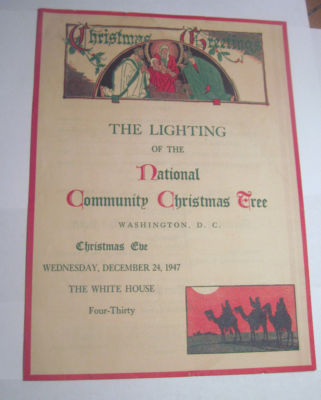 Christmas Greetings
THE LIGHTING
OF THE
National
Community Christmas Tree
WASHINGTON, D. C.
Christmas Eve
WEDNESDAY, DECEMBER 24, 1947
THE WHITE HOUSE
Four-Thirty